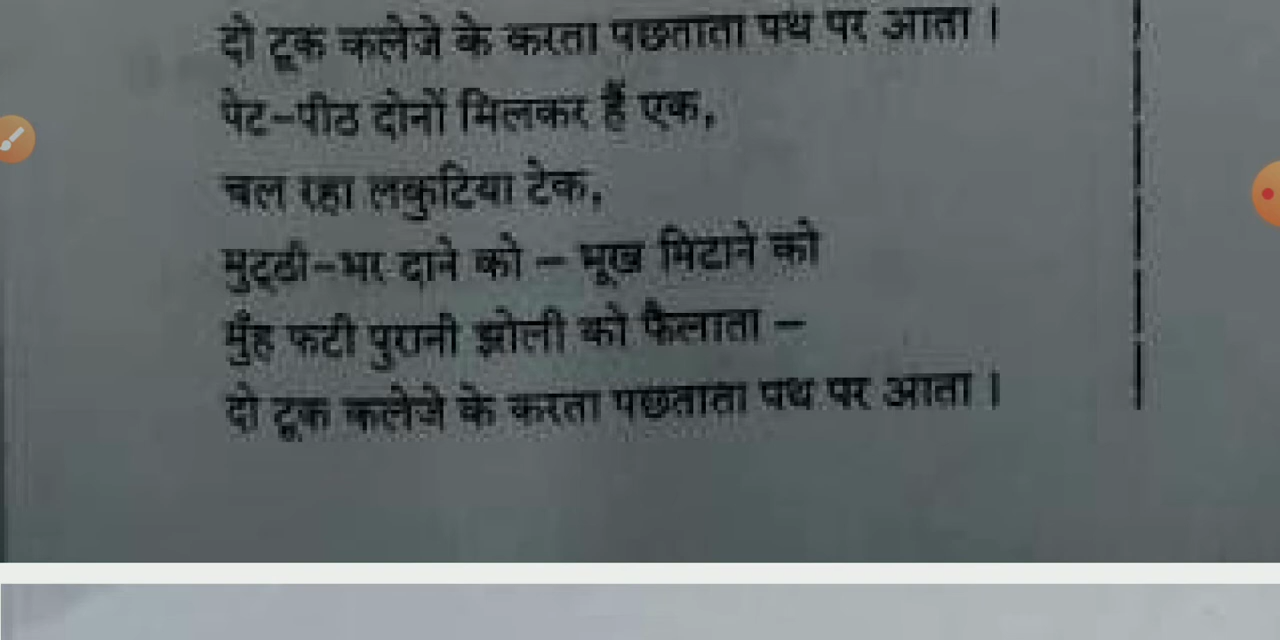 दो टूक कलेजे के करता पछताता पथ पर आता ।
पेट-पीठ दोनों मिलकर हैं एक,
चल रहा लकुटिया टेक,
मुट्ठी-भर दाने को – भूख मिटाने को
मुँह फटी पुरानी झोली को फैलाता –
दो टूक कलेजे के करता पछताता पथ पर आता ।